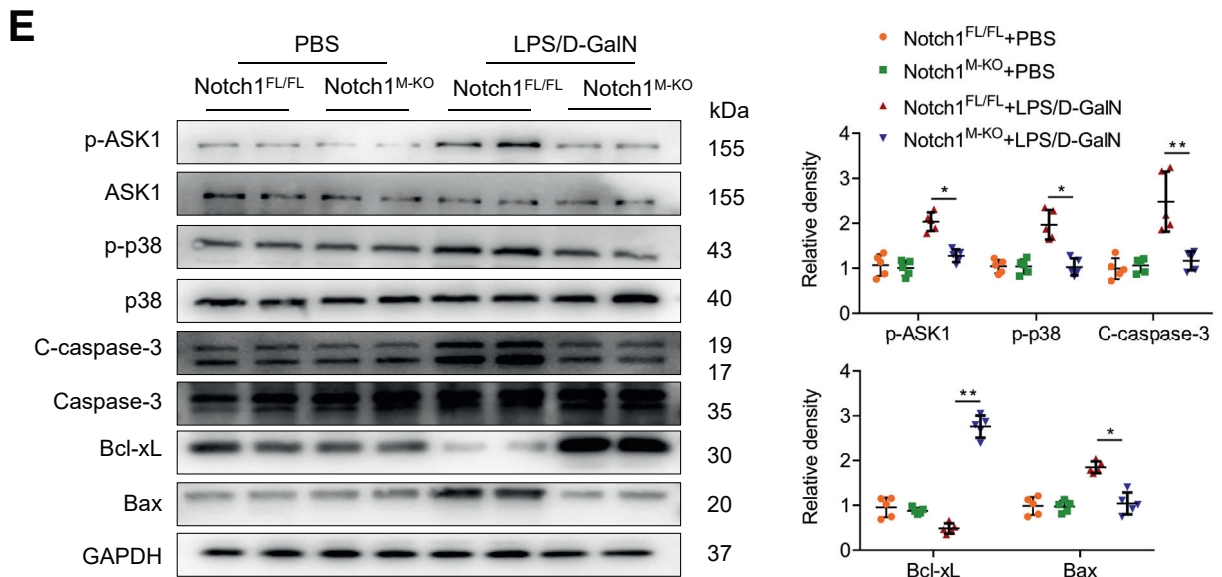 E
PBS LPS/D-GalN
Notch1FL/FL Notch1M-KO Notch1FL/FL Notch1M-KO
kDa
p-ASK1 155
ASK1 155
p-p38 43
p38 40
C-caspase-3 19
17
Caspase-3 35
Bcl-xL 30
Bax 20
GAPDH 37
Notch1FL/FL+PBS
Notch1M-KO+PBS
Notch1FL/FL+LPS/D-GalN
Notch1M-KO+LPS/D-GalN
Relative density
4
3
2
1
0
* * **
p-ASK1 p-p38 C-caspase-3
Relative density
4
3
2
1
0
** *
Bcl-xL Bax